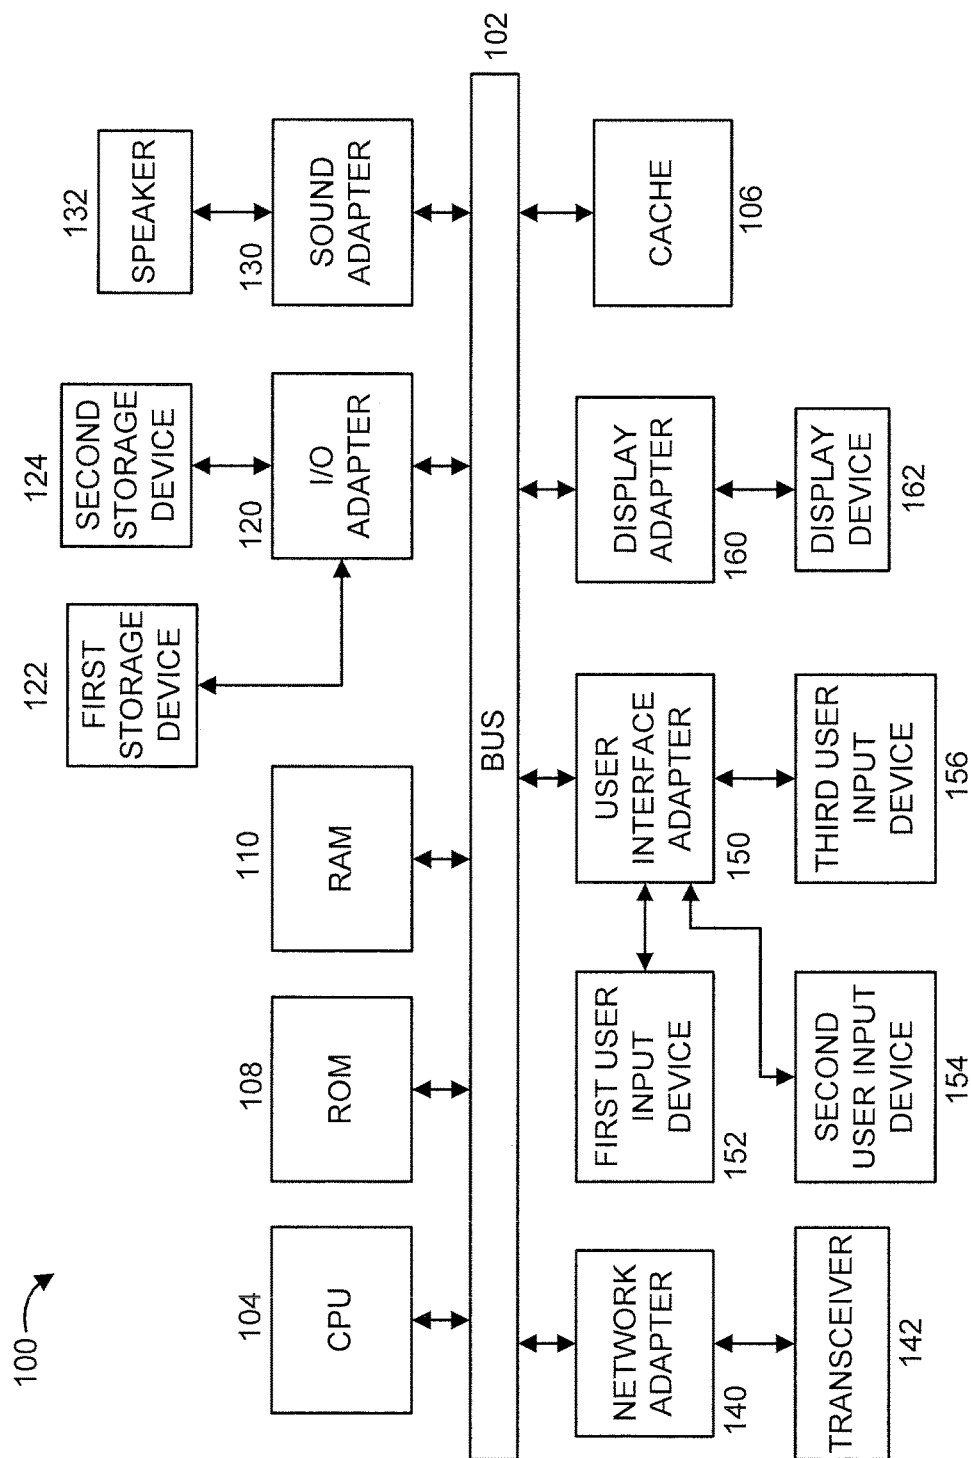 100
122
FIRST
STORAGE
DEVICE
124
SECOND
STORAGE
DEVICE
132
SPEAKER
104
CPU
108
ROM
110
RAM
120
I/O
ADAPTER
130
SOUND
ADAPTER
BUS
102
NETWORK
ADAPTER
140
FIRST USER
INPUT
DEVICE
152
USER
INTERFACE
ADAPTER
150
DISPLAY
ADAPTER
160
CACHE
106
TRANSCEIVER
142
SECOND
USER INPUT
DEVICE
154
THIRD USER
INPUT
DEVICE
156
DISPLAY
DEVICE
162